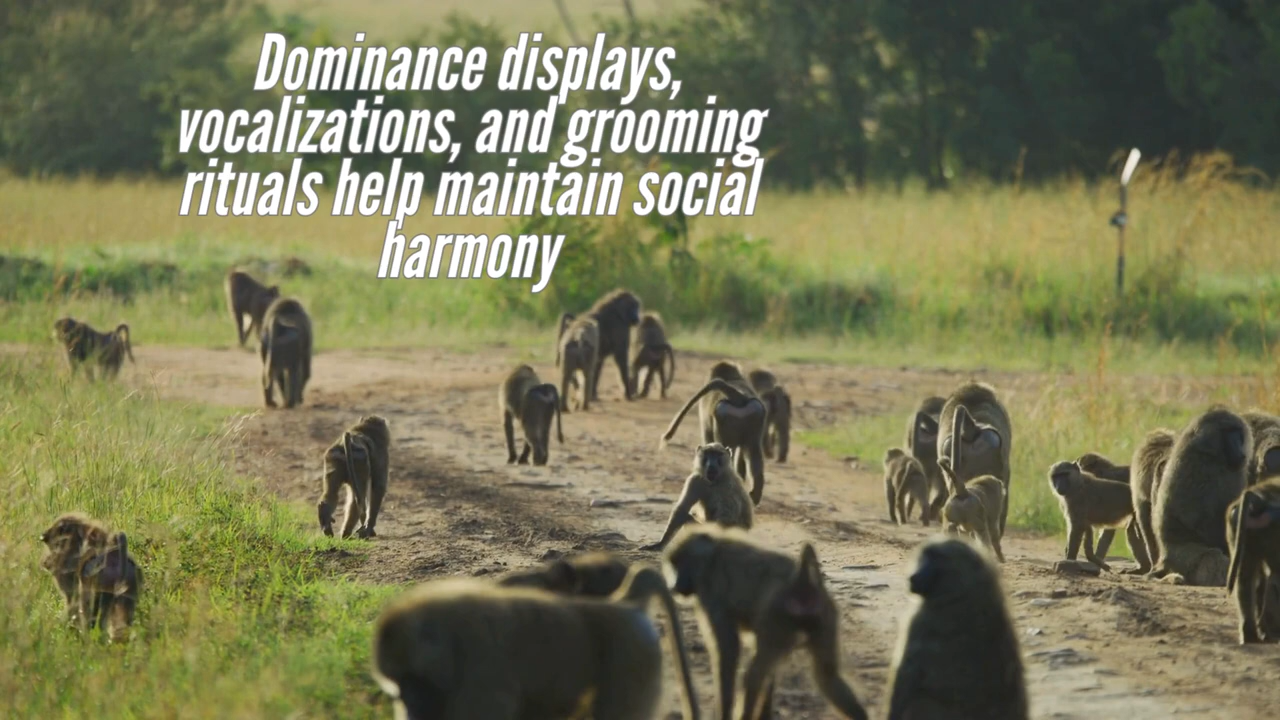 Dominance displays,
vocalizations, and grooming
rituals help maintain social
harmony